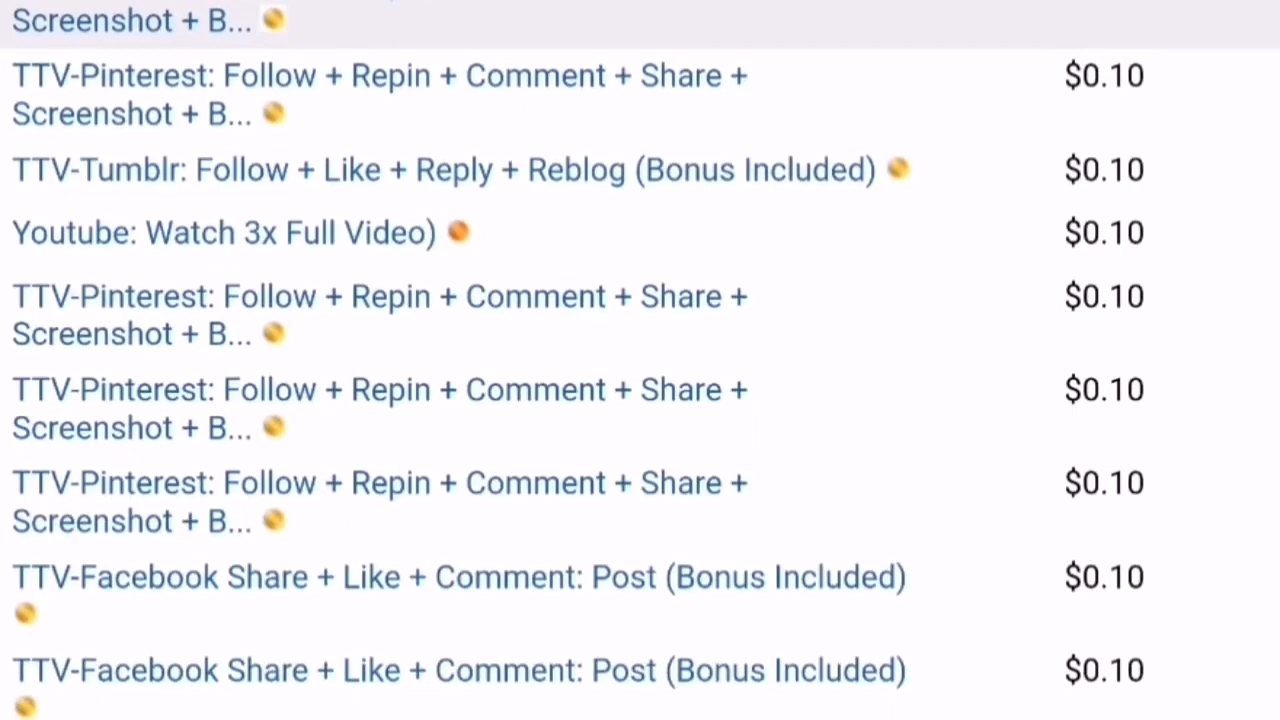 Screenshot + B...
TTV-Pinterest: Follow + Repin + Comment + Share + $0.10
Screenshot + B...
TTV-Tumblr: Follow + Like + Reply + Reblog (Bonus Included) $0.10
Youtube: Watch 3x Full Video) $0.10
TTV-Pinterest: Follow + Repin + Comment + Share + $0.10
Screenshot + B...
TTV-Pinterest: Follow + Repin + Comment + Share + $0.10
Screenshot + B...
TTV-Pinterest: Follow + Repin + Comment + Share + $0.10
Screenshot + B...
TTV-Facebook Share + Like + Comment: Post (Bonus Included) $0.10
TTV-Facebook Share + Like + Comment: Post (Bonus Included) $0.10